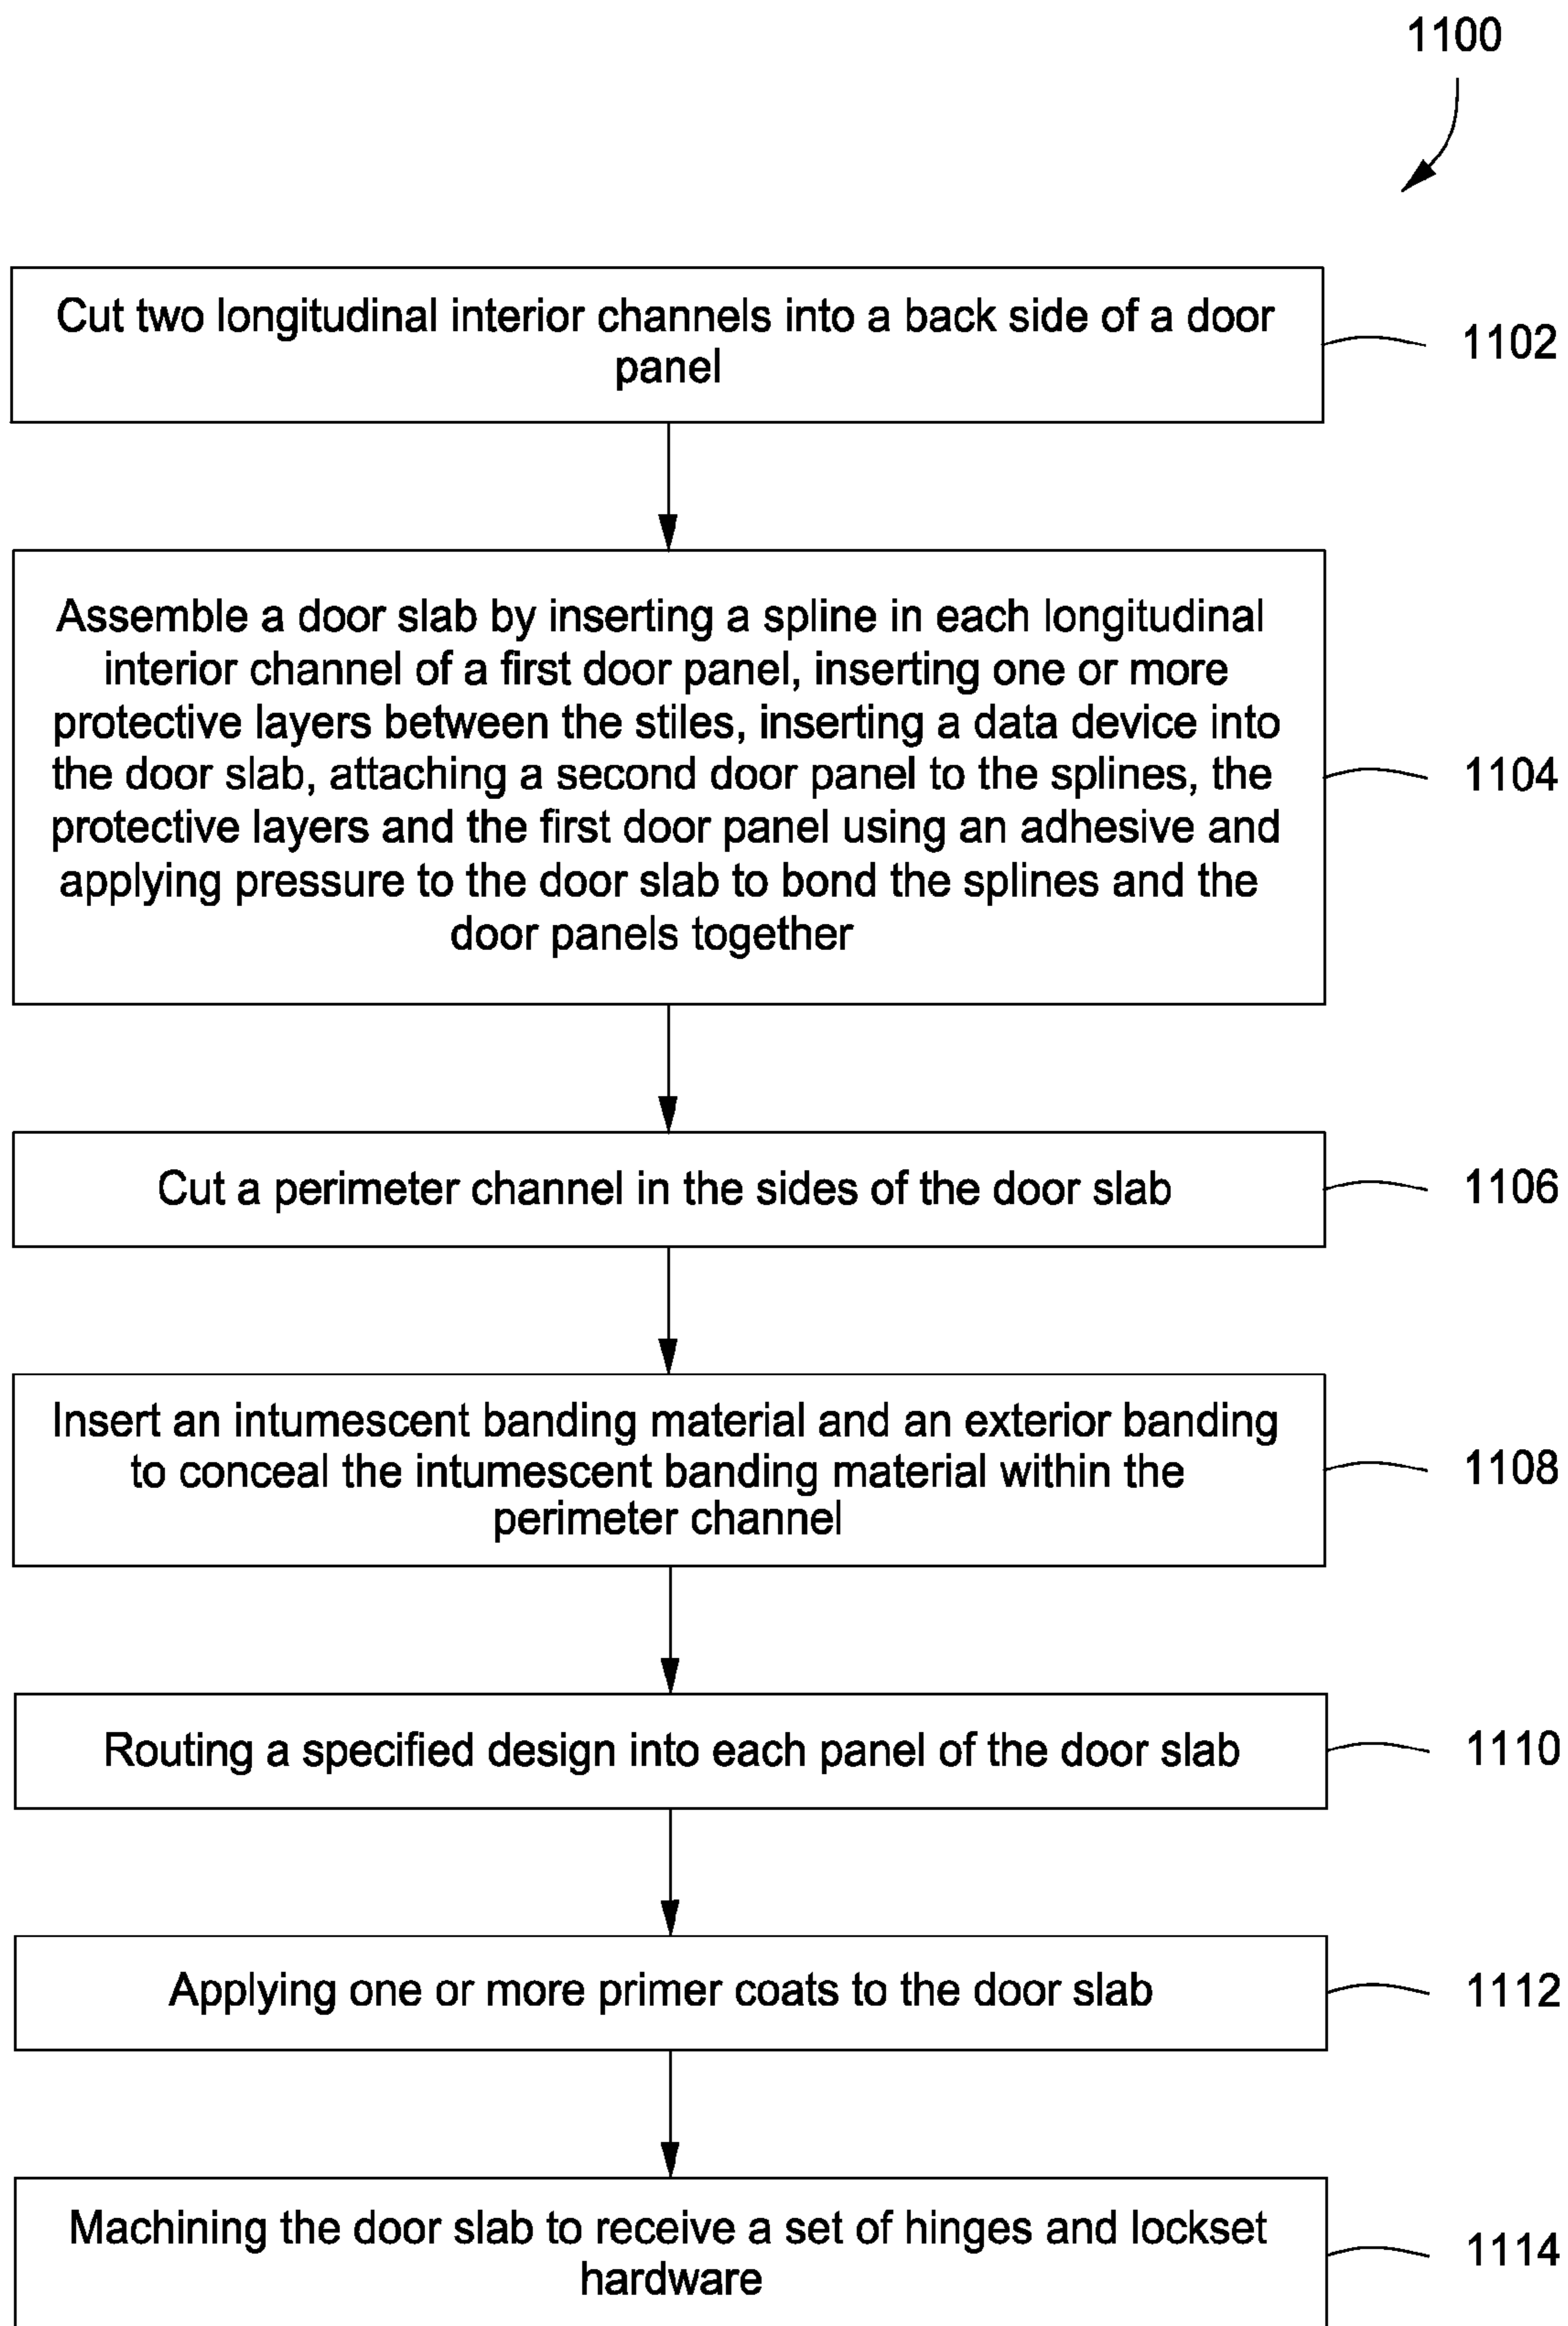 1100
Cut two longitudinal interior channels into a back side of a door
panel
1102
Assemble a door slab by inserting a spline in each longitudinal
interior channel of a first door panel, inserting one or more
protective layers between the stiles, inserting a data device into
the door slab, attaching a second door panel to the splines, the
protective layers and the first door panel using an adhesive and
applying pressure to the door slab to bond the splines and the
door panels together
1104
Cut a perimeter channel in the sides of the door slab
1106
Insert an intumescent banding material and an exterior banding
to conceal the intumescent banding material within the
perimeter channel
1108
Routing a specified design into each panel of the door slab
1110
Applying one or more primer coats to the door slab
1112
Machining the door slab to receive a set of hinges and lockset
hardware
1114